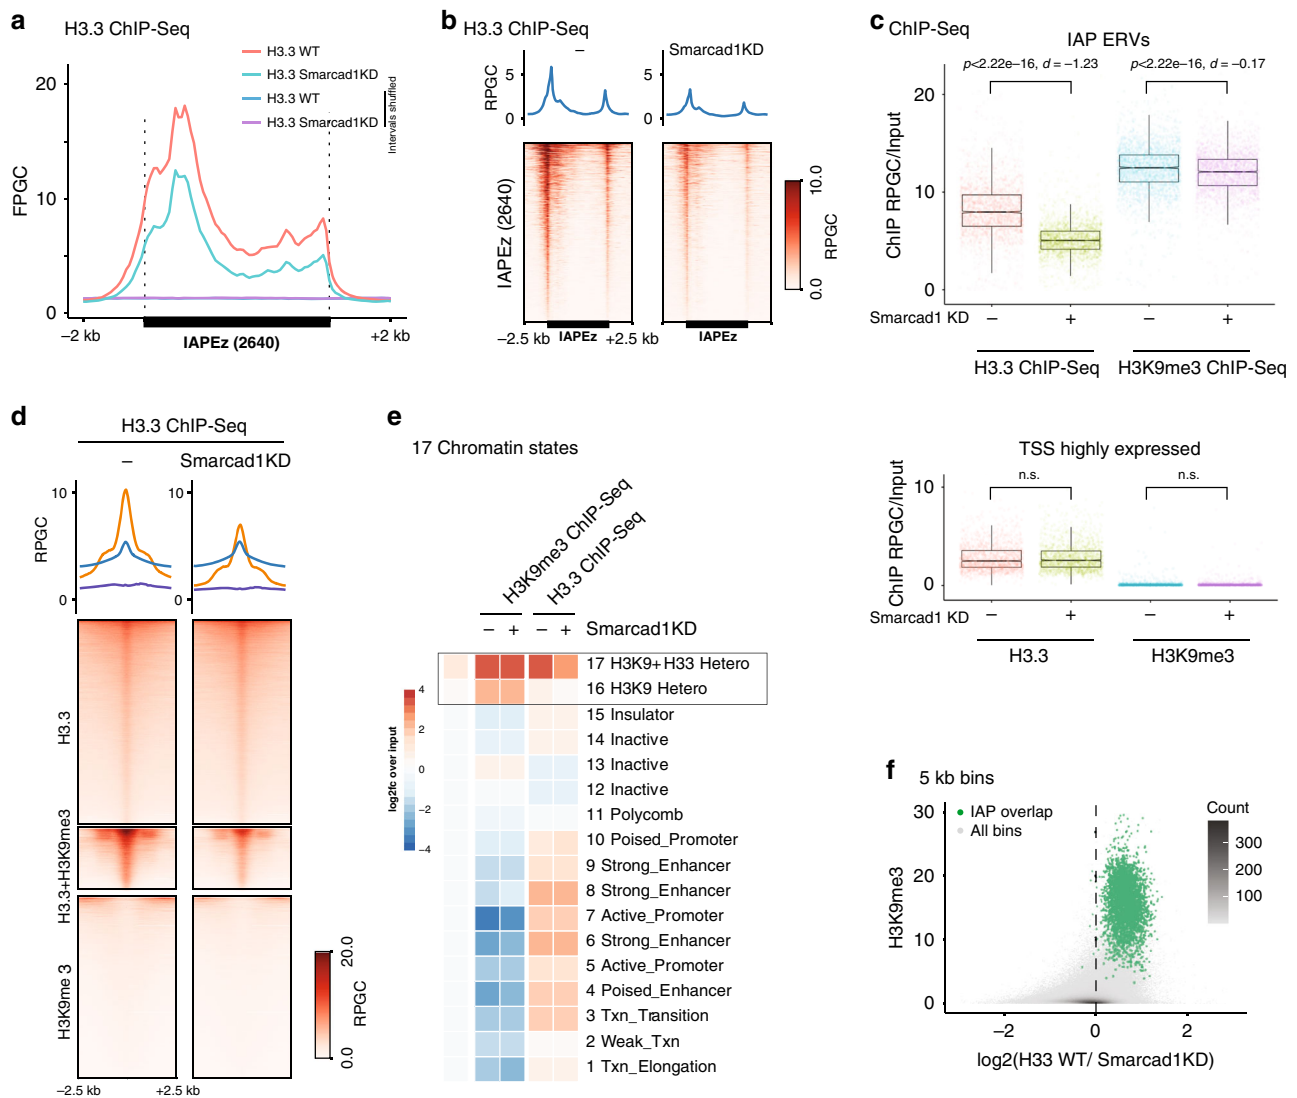 a
H3.3 ChIP-Seq
H3.3 WT
H3.3 Smarcad1KD
H3.3 WT
H3.3 Smarcad1KD
Intervals shuffled
FPGC
20
10
0
–2 kb
IAPEz (2640)
+2 kb
b
H3.3 ChIP-Seq
–
Smarcad1KD
RPGC
5
0
5
0
IAPEz (2640)
–2.5 kb
IAPEz
+2.5 kb
IAPEz
10.0
0.0
RPGC
c
ChIP-Seq
IAP ERVs
p<2.22e−16, d = −1.23
p<2.22e−16, d = −0.17
ChIP RPGC/Input
20
10
0
Smarcad1 KD
– + – +
H3.3 ChIP-Seq
H3K9me3 ChIP-Seq
TSS highly expressed
n.s.
n.s.
ChIP RPGC/Input
10
0
Smarcad1 KD
– + – +
H3.3
H3K9me3
d
H3.3 ChIP-Seq
–
Smarcad1KD
RPGC
10
0
10
0
H3.3
H3.3+H3K9me3
H3K9me 3
–2.5 kb
+2.5 kb
20.0
0.0
RPGC
e
17 Chromatin states
H3K9me3 ChIP-Seq
H3.3 ChIP-Seq
– + – + Smarcad1KD
17 H3K9+H33 Hetero
16 H3K9 Hetero
15 Insulator
14 Inactive
13 Inactive
12 Inactive
11 Polycomb
10 Poised_Promoter
9 Strong_Enhancer
8 Strong_Enhancer
7 Active_Promoter
6 Strong_Enhancer
5 Active_Promoter
4 Poised_Enhancer
3 Txn_Transition
2 Weak_Txn
1 Txn_Elongation
log2fc over input
4
2
0
−2
−4
f
5 kb bins
IAP overlap
All bins
H3K9me3
30
20
10
0
−2
0
2
log2(H33 WT/ Smarcad1KD)
Count
300
200
100